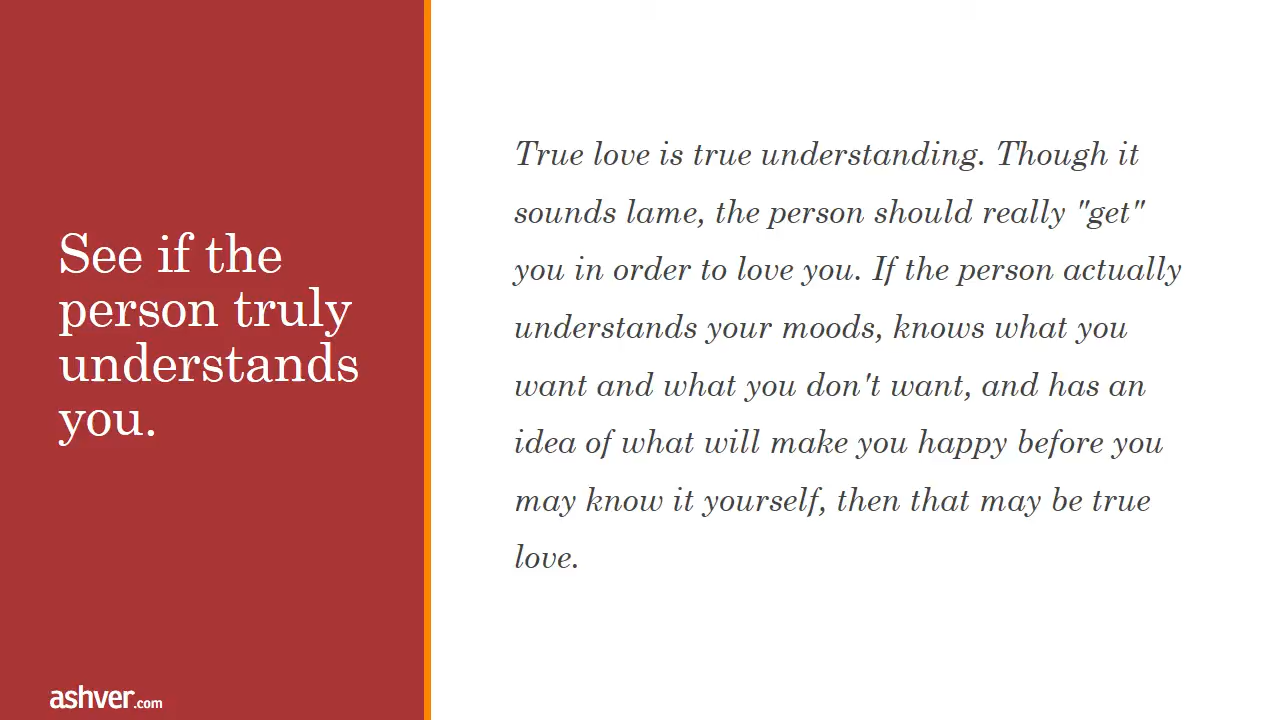 See if the
person truly
understands
you.
True love is true understanding. Though it
sounds lame, the person should really "get"
you in order to love you. If the person actually
understands your moods, knows what you
want and what you don't want, and has an
idea of what will make you happy before you
may know it yourself, then that may be true
love.
ashver.com